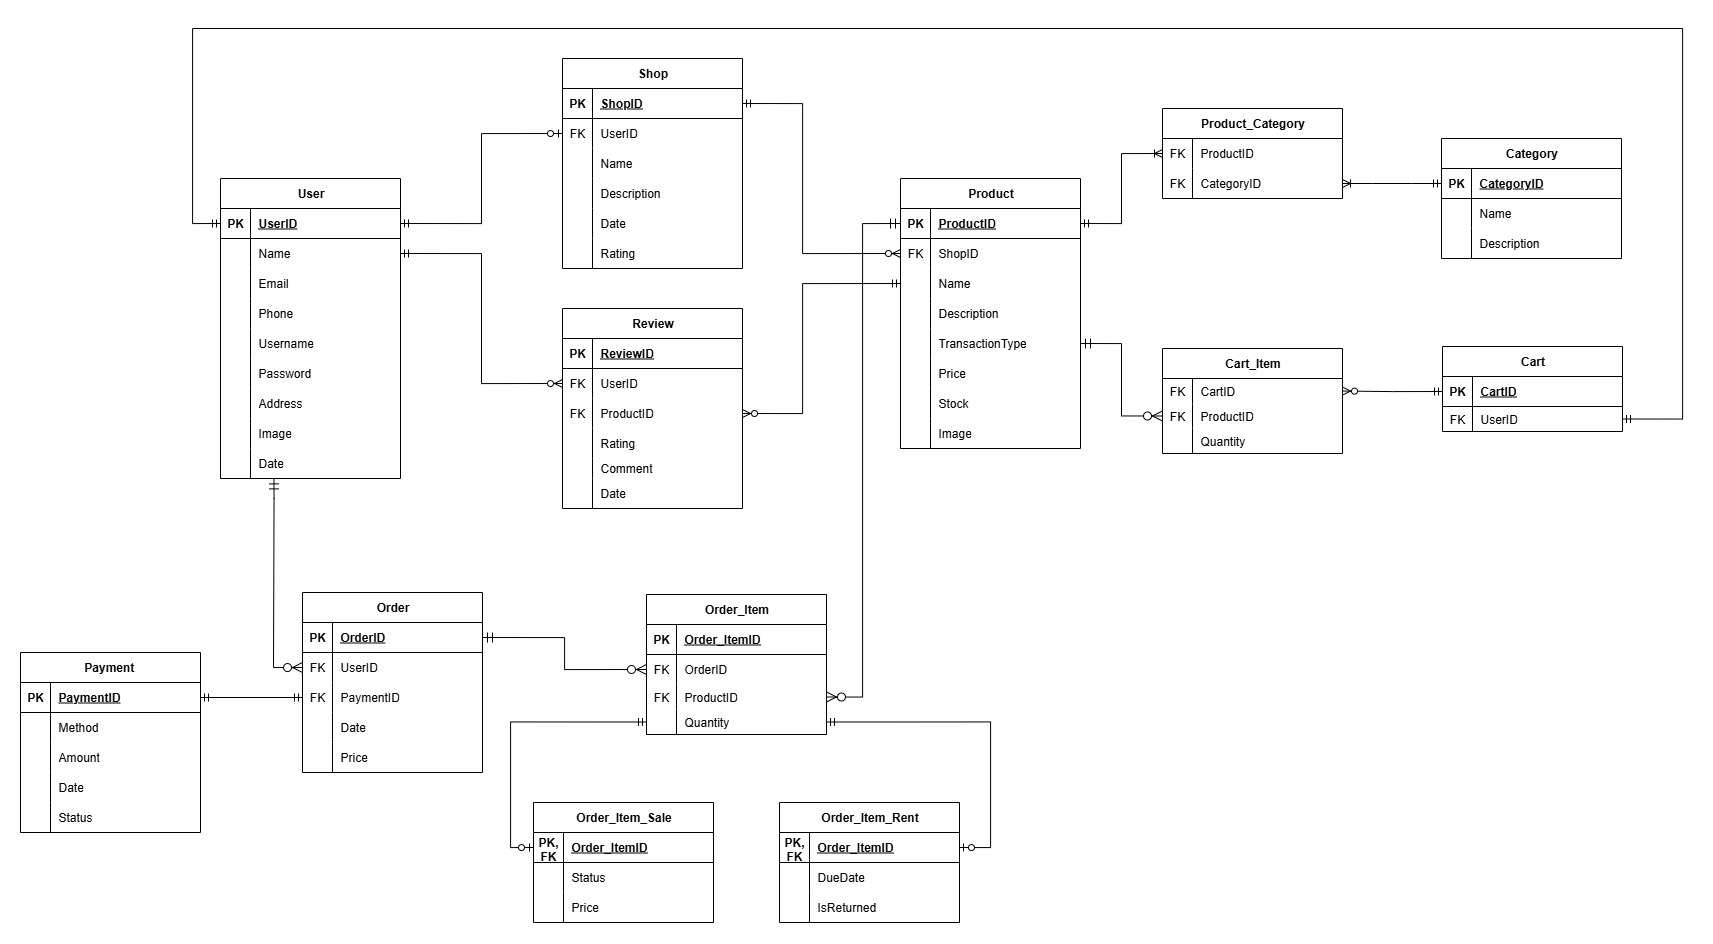 Shop
PK ShopID
FK UserID
Name
Description
Date
Rating
User
PK UserID
Name
Email
Phone
Username
Password
Address
Image
Date
Review
PK ReviewID
FK UserID
FK ProductID
Rating
Comment
Date
Product
PK ProductID
FK ShopID
Name
Description
TransactionType
Price
Stock
Image
Product_Category
FK ProductID
FK CategoryID
Category
PK CategoryID
Name
Description
Cart_Item
FK CartID
FK ProductID
Quantity
Cart
PK CartID
FK UserID
Payment
PK PaymentID
Method
Amount
Date
Status
Order
PK OrderID
FK UserID
FK PaymentID
Date
Price
Order_Item
PK Order_ItemID
FK OrderID
FK ProductID
Quantity
Order_Item_Sale
PK, FK Order_ItemID
Status
Price
Order_Item_Rent
PK, FK Order_ItemID
DueDate
IsReturned